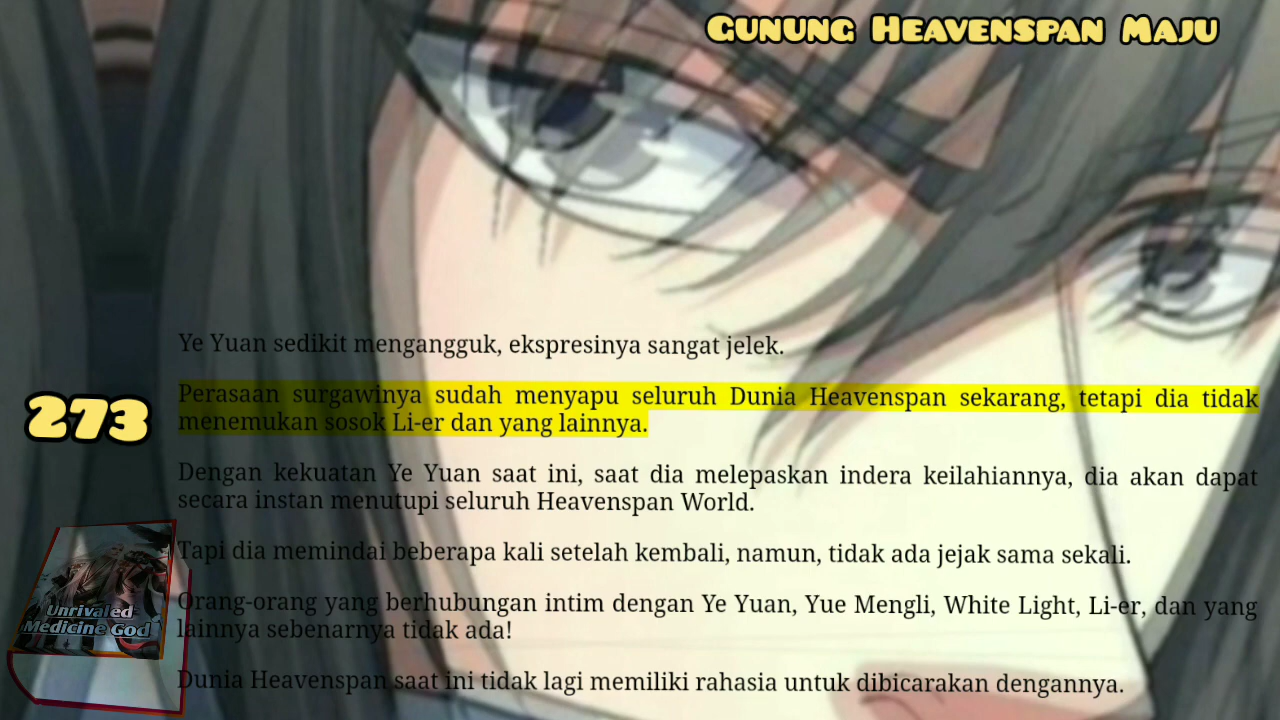 Gunung Heavenspan Maju
Ye Yuan sedikit mengangguk, ekspresinya sangat jelek.
Perasaan surgawinya sudah menyapu seluruh Dunia Heavenspan sekarang, tetapi dia tidak
menemukan sosok Li-er dan yang lainnya.
273
Dengan kekuatan Ye Yuan saat ini, saat dia melepaskan indera keilahiannya, dia akan dapat
secara instan menutupi seluruh Heavenspan World.
Tapi dia memindai beberapa kali setelah kembali, namun, tidak ada jejak sama sekali.
Orang-orang yang berhubungan intim dengan Ye Yuan, Yue Mengli, White Light, Li-er, dan yang
lainnya sebenarnya tidak ada!
Unrivaled
Medicine God
Dunia Heavenspan saat ini tidak lagi memiliki rahasia untuk dibicarakan dengannya.